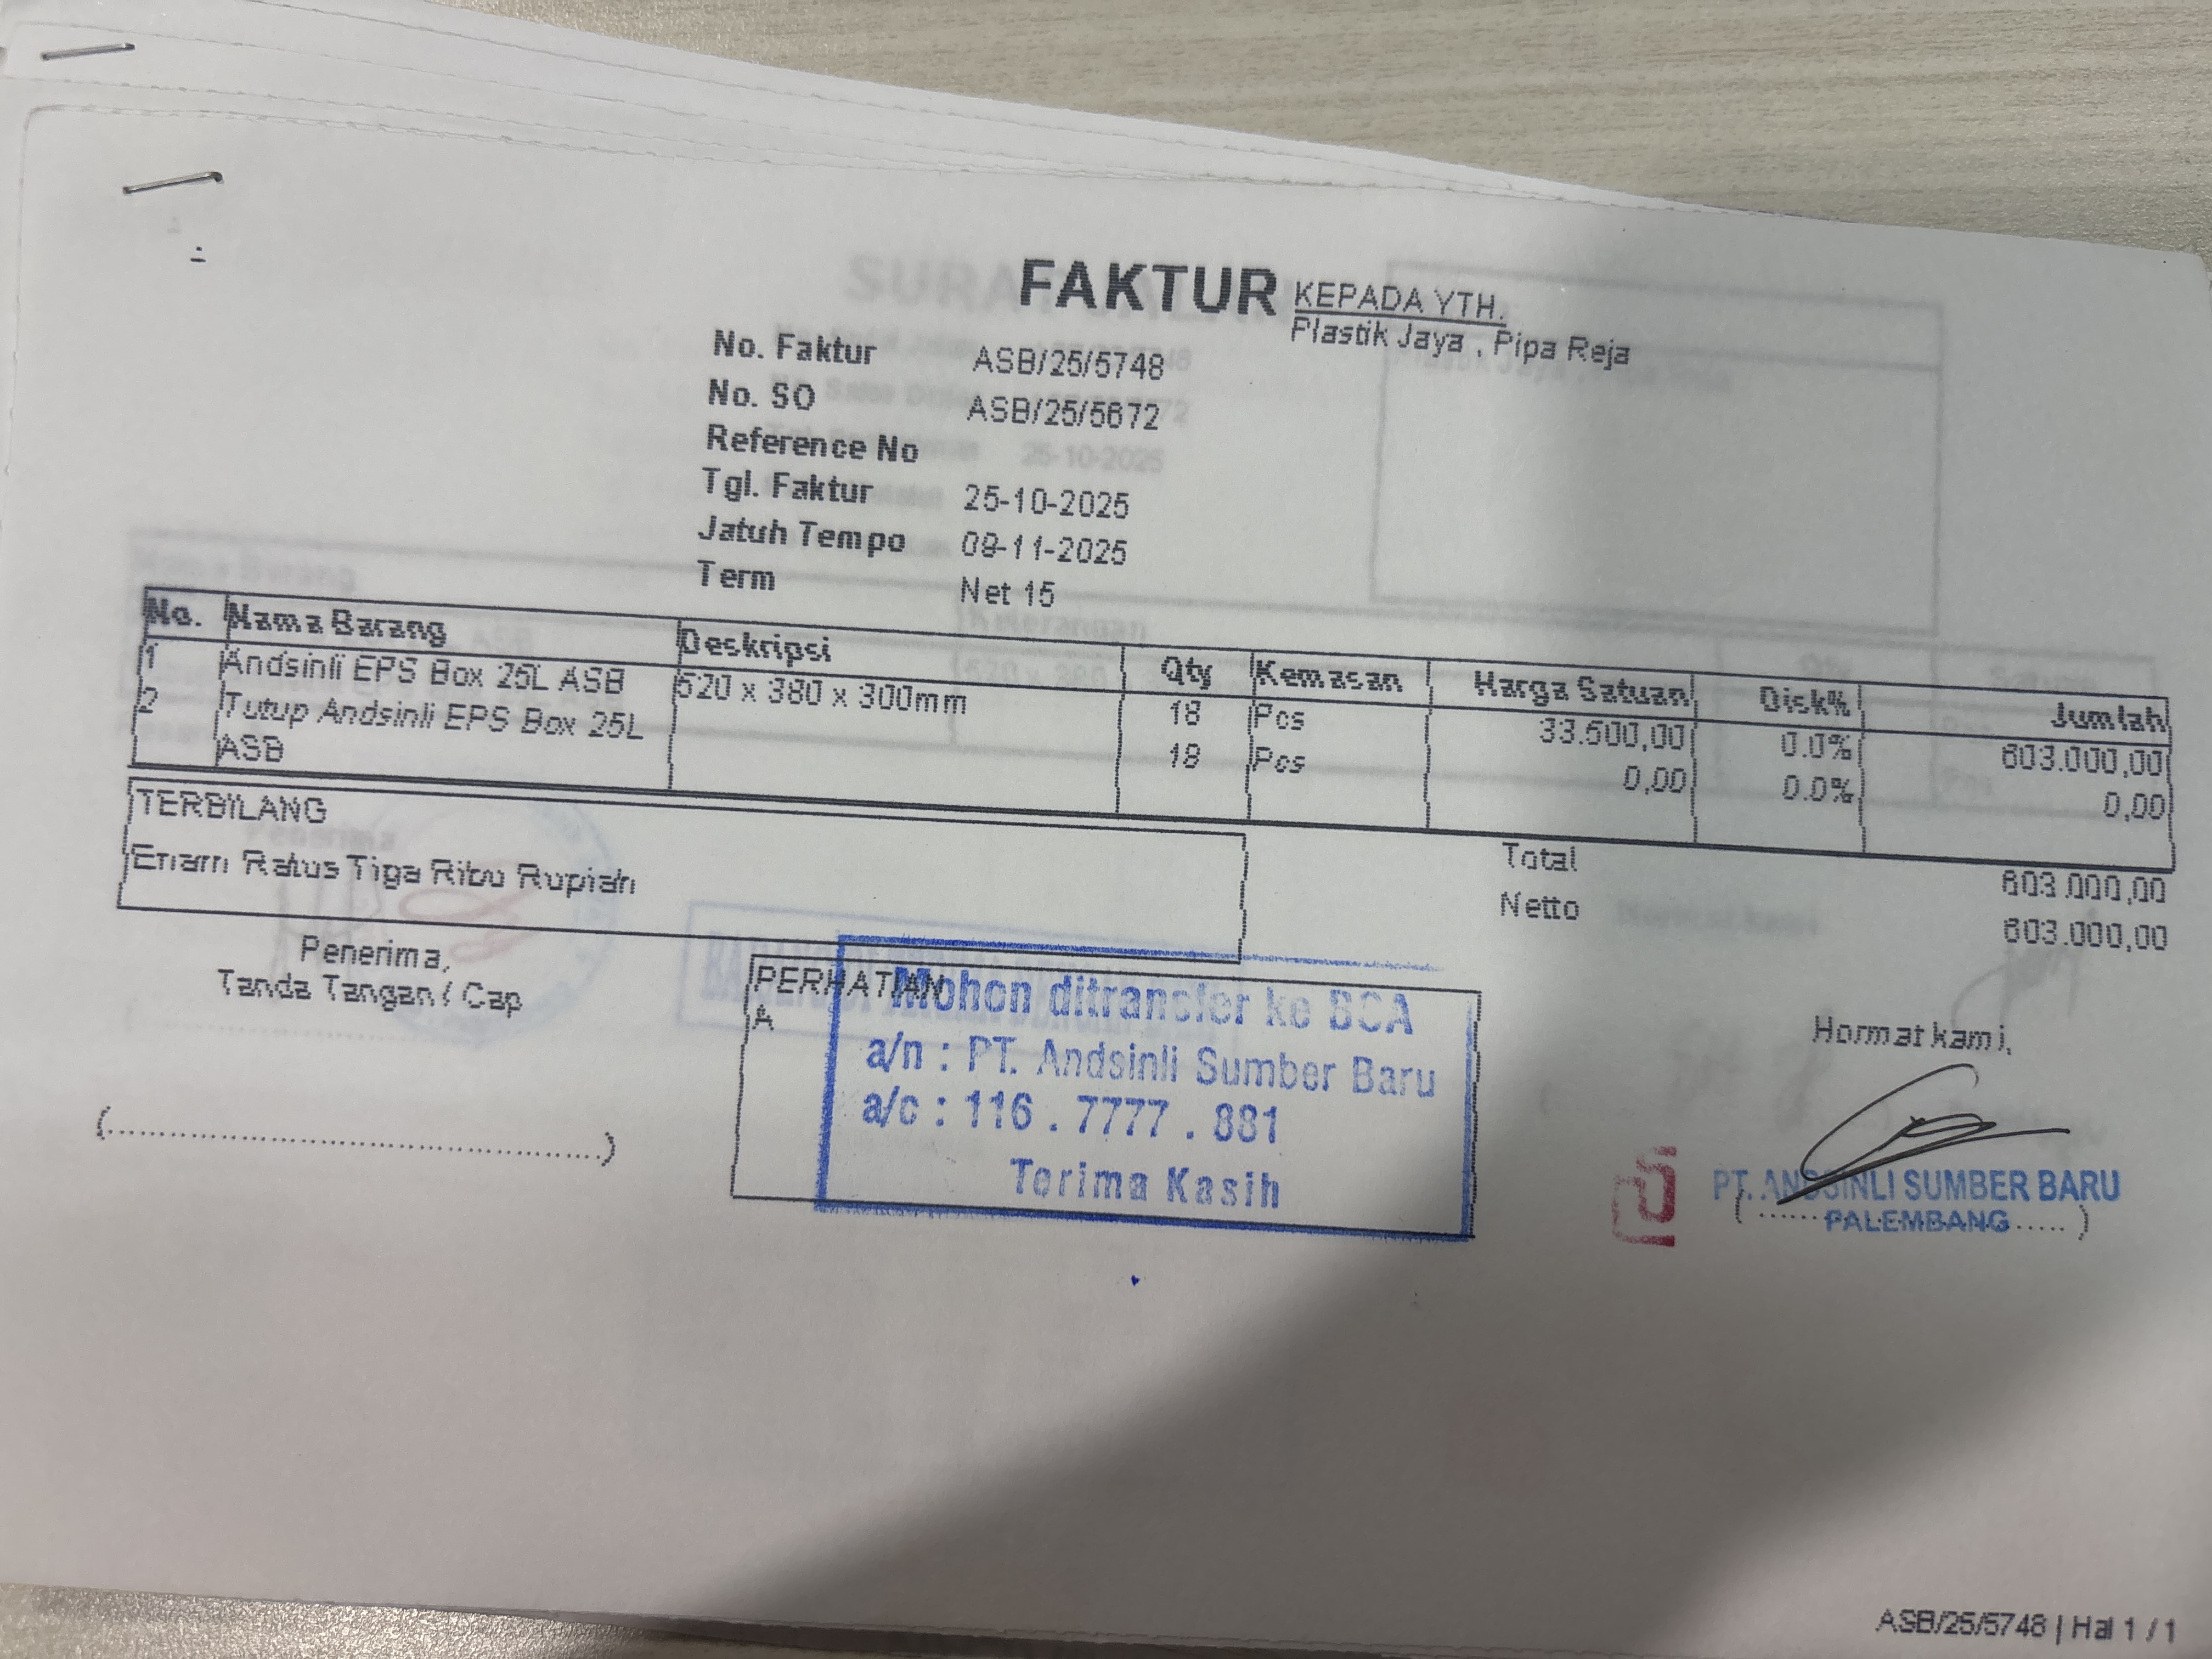 FAKTUR
KEPADA YTH.
Plastik Jaya , Pipa Reja
No. Faktur ASB/25/5748
No. SO ASB/25/5672
Reference No
Tgl. Faktur 25-10-2025
Jatuh Tempo 09-11-2025
Term Net 15
No. Nama Barang Deskripsi Qty Kemasan Harga Satuan Disk% Jumlah
1 Andsinli EPS Box 25L ASB 520 x 380 x 300mm 18 Pcs 33.500,00 0.0% 603.000,00
2 Tutup Andsinli EPS Box 25L 18 Pcs 0,00 0.0% 0,00
ASB
TERBILANG
Enam Ratus Tiga Ribu Rupiah
Total 603.000,00
Netto 603.000,00
Penerima,
Tanda Tangan / Cap
(....................................................)
PERHATIAN
A
Mohon ditransfer ke BCA
a/n : PT. Andsinli Sumber Baru
a/c : 116 . 7777 . 881
Terima Kasih
Hormat kami,
PT. ANDSINLI SUMBER BARU
PALEMBANG
ASB/25/5748 | Hal 1 / 1